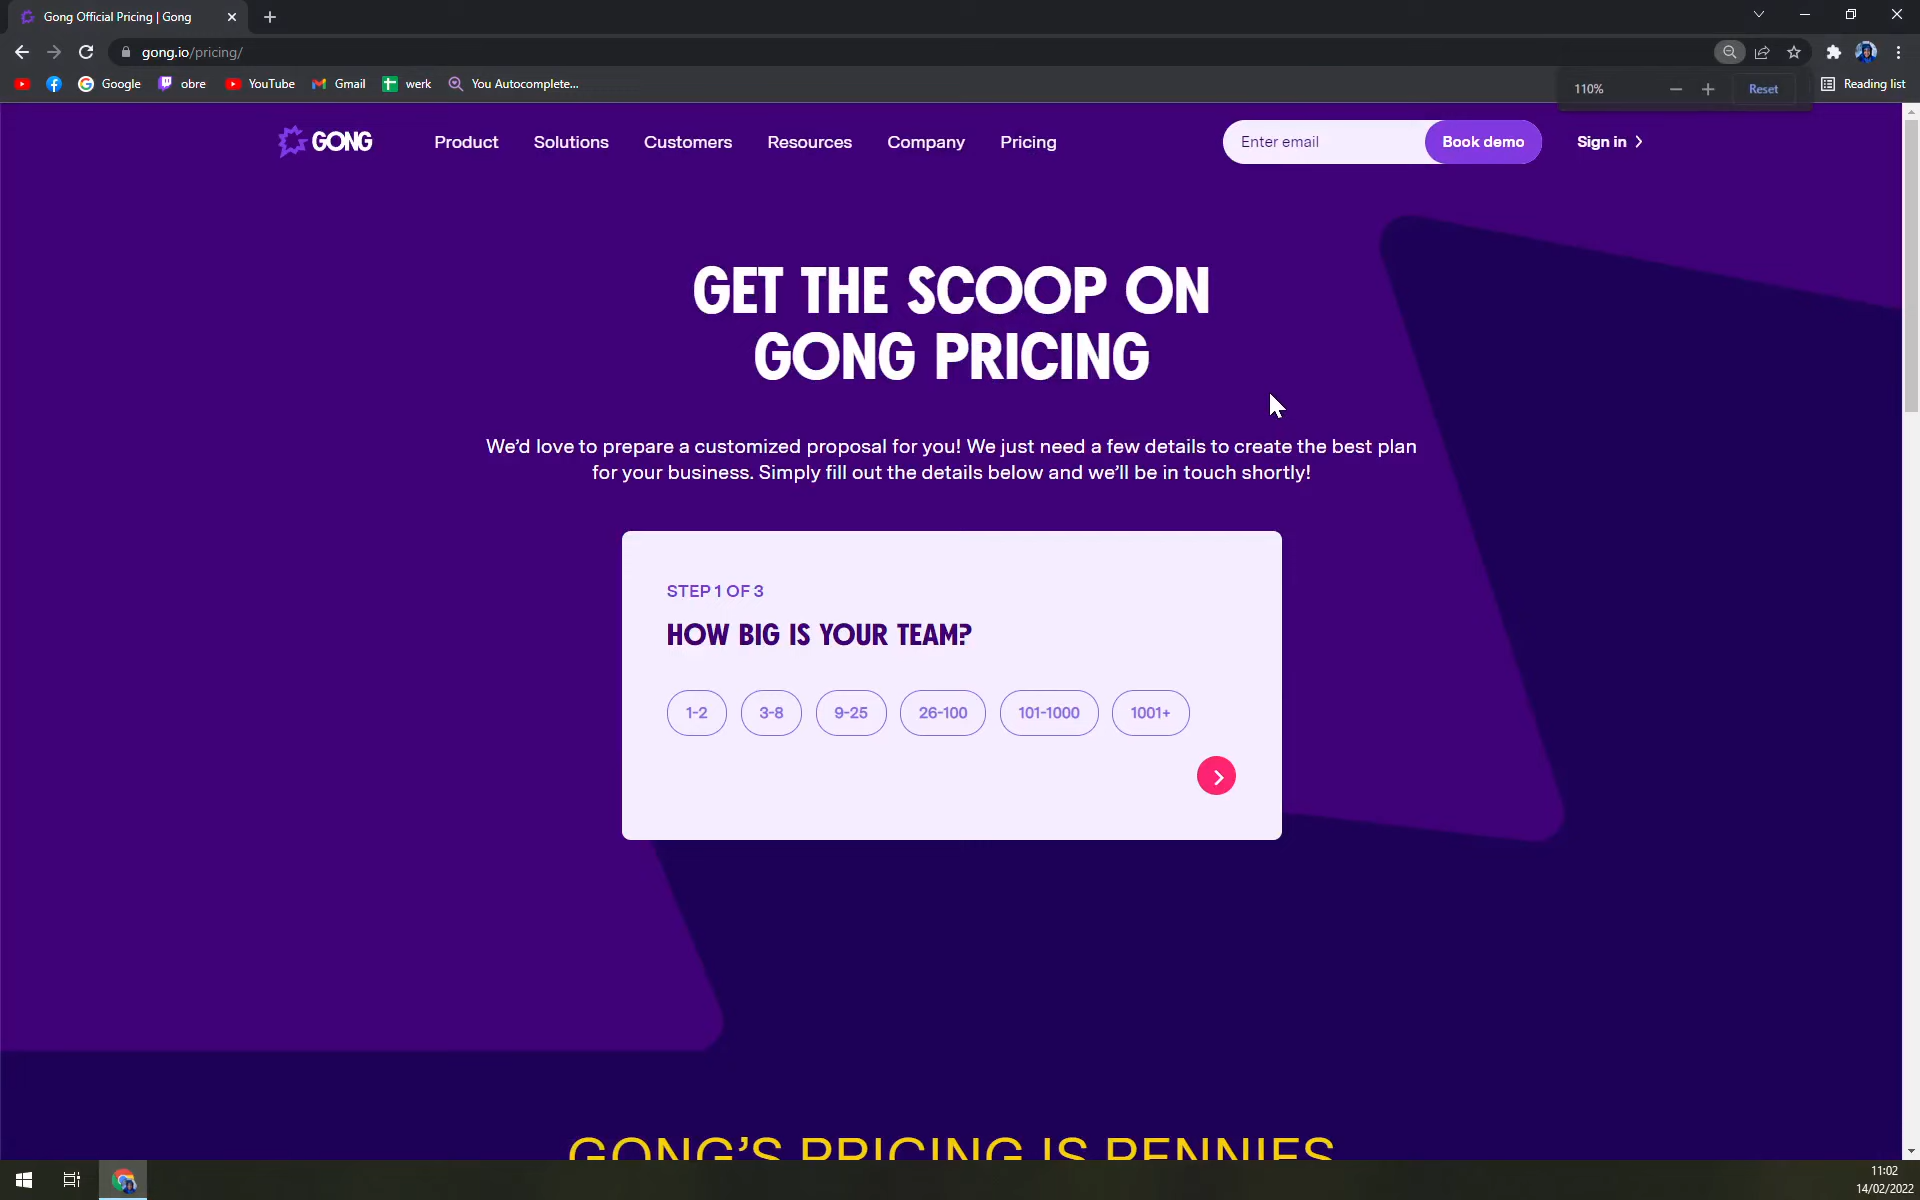 Gong Official Pricing | Gong
gong.io/pricing/
Google
obre
YouTube
Gmail
werk
You Autocomplete...
110%
Reset
Reading list
GONG
Product
Solutions
Customers
Resources
Company
Pricing
Enter email
Book demo
Sign in
GET THE SCOOP ON
GONG PRICING
We'd love to prepare a customized proposal for you! We just need a few details to create the best plan
for your business. Simply fill out the details below and we'll be in touch shortly!
STEP 1 OF 3
HOW BIG IS YOUR TEAM?
1-2
3-8
9-25
26-100
101-1000
1001+
GONG'S PRICING IS PENNIES
11:02
14/02/2022